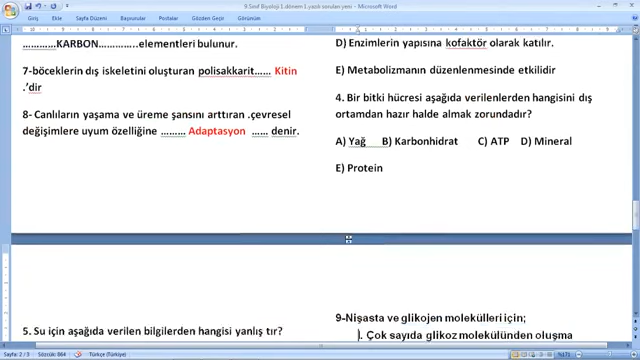 9.Sınıf Biyoloji 1.dönem 1.yazılı soruları yeni - Microsoft Word
Giriş Ekle Sayfa Düzeni Başvurular Postalar Gözden Geçir Görünüm
…………KARBON…………..elementleri bulunur.
7-böceklerin dış iskeletini oluşturan polisakkarit…… Kitin
.'dir
8- Canlıların yaşama ve üreme şansını arttıran .çevresel
değişimlere uyum özelliğine ……… Adaptasyon …… denir.
5. Su için aşağıda verilen bilgilerden hangisi yanlış tır?
D) Enzimlerin yapısına kofaktör olarak katılır.
E) Metabolizmanın düzenlenmesinde etkilidir
4. Bir bitki hücresi aşağıda verilenlerden hangisini dış
ortamdan hazır halde almak zorundadır?
A) Yağ B) Karbonhidrat C) ATP D) Mineral
E) Protein
9-Nişasta ve glikojen molekülleri için;
). Çok sayıda glikoz molekülünden oluşma
Sayfa: 2 / 3 Sözcük: 864 Türkçe (Türkiye) %171